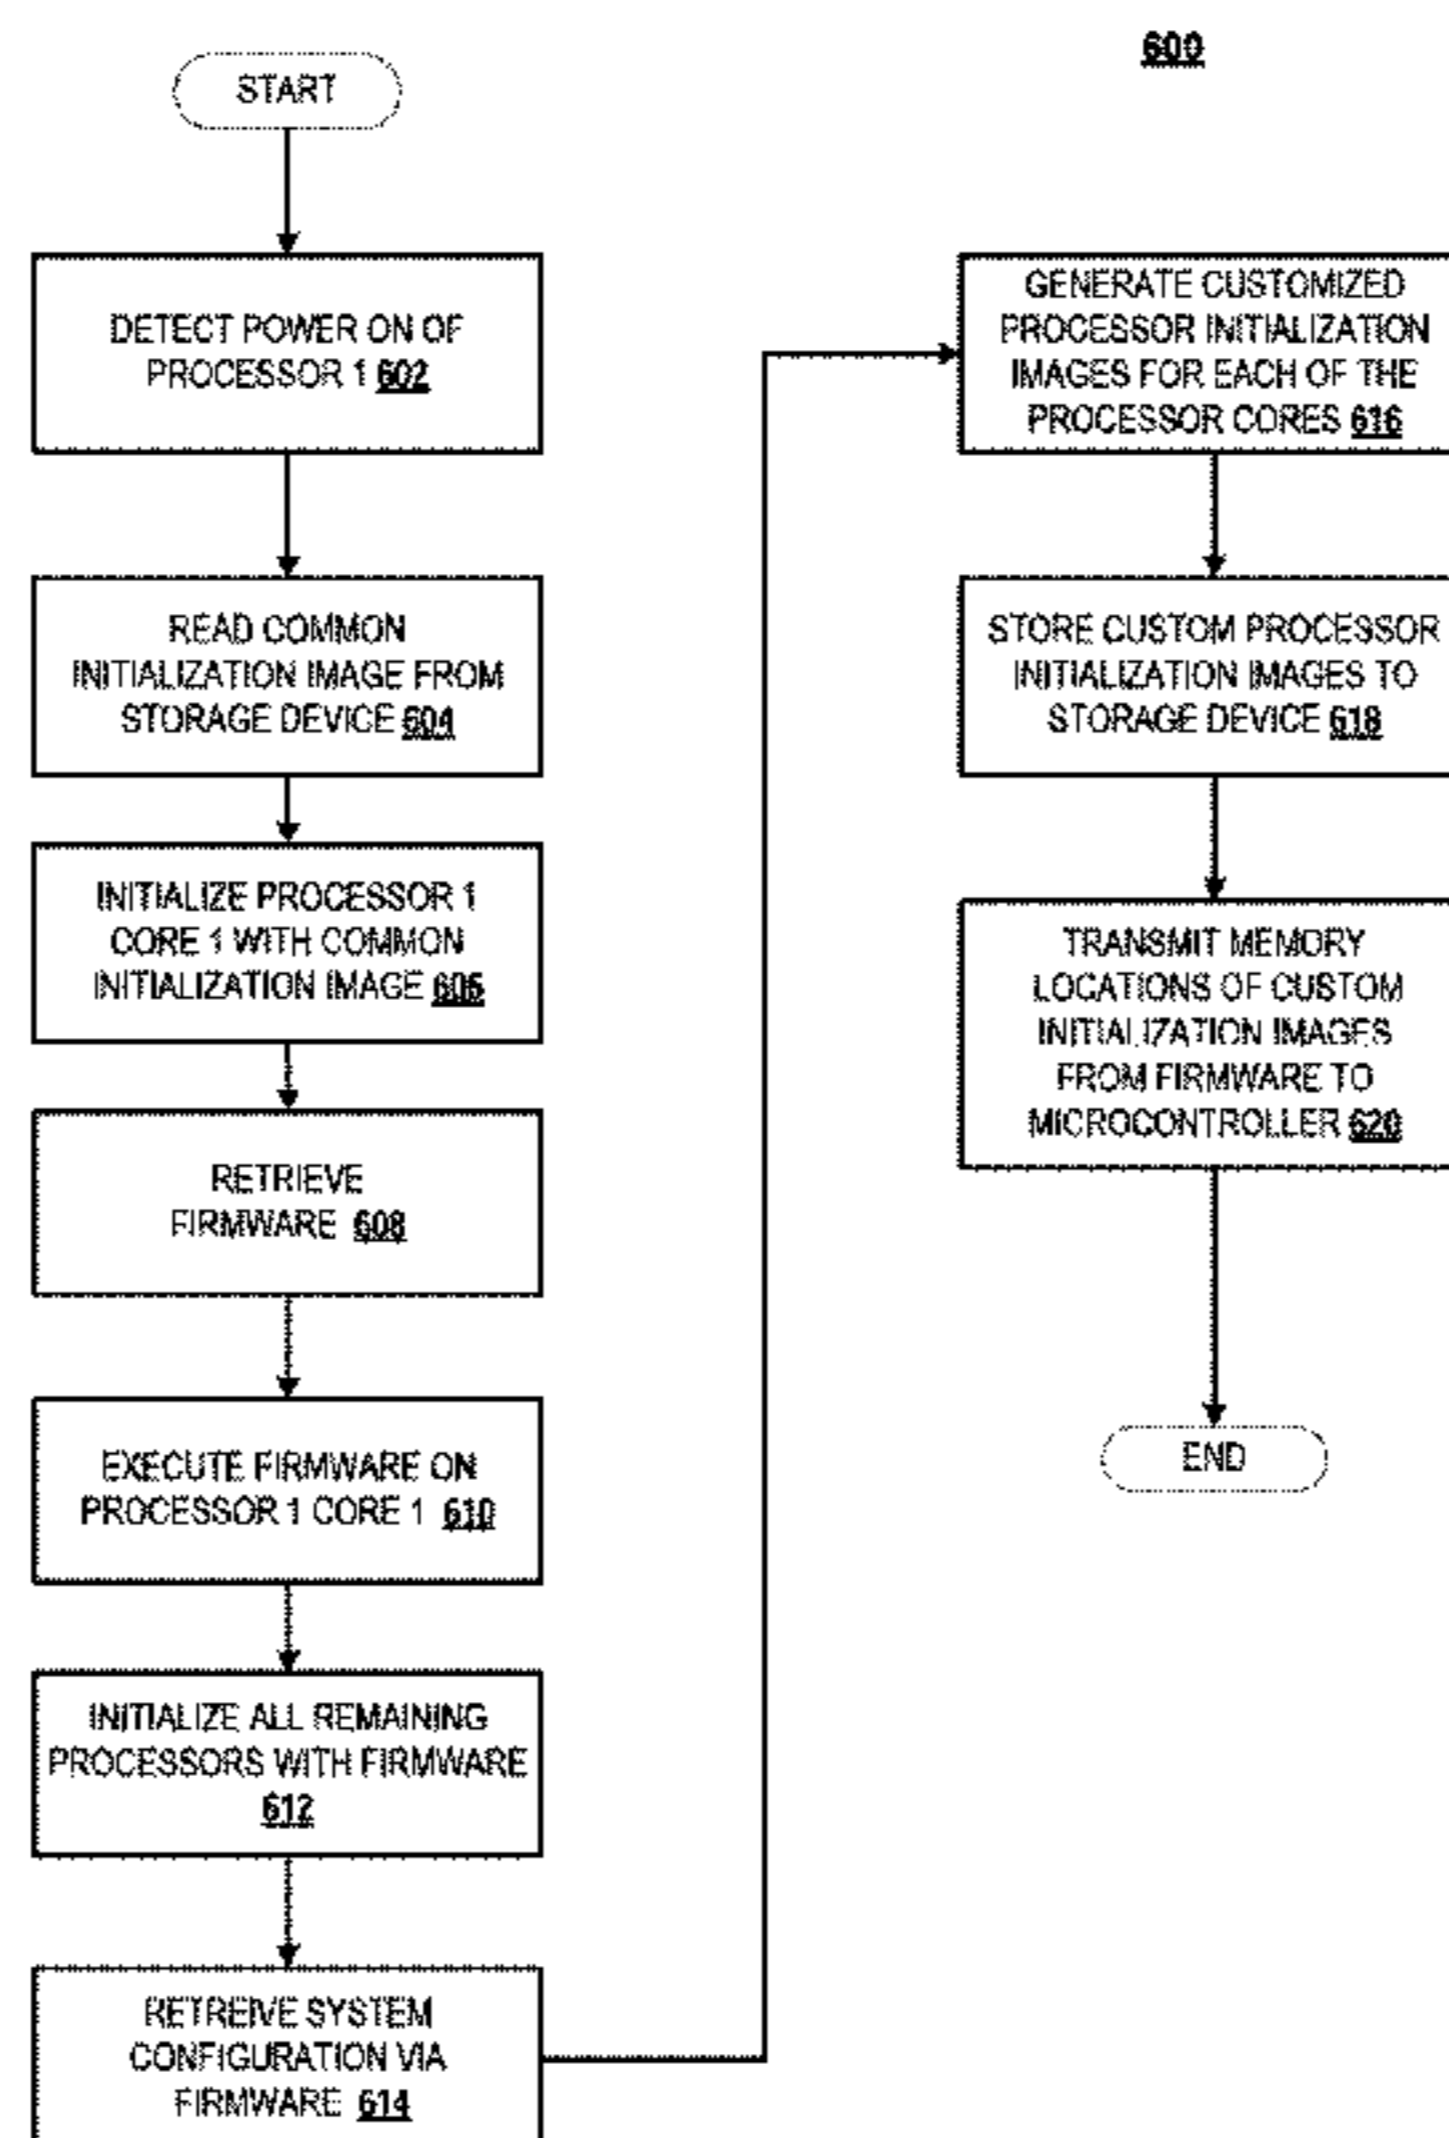 600
START
DETECT POWER ON OF
PROCESSOR 1 602
READ COMMON
INITIALIZATION IMAGE FROM
STORAGE DEVICE 604
INITIALIZE PROCESSOR 1
CORE 1 WITH COMMON
INITIALIZATION IMAGE 606
RETRIEVE
FIRMWARE 608
EXECUTE FIRMWARE ON
PROCESSOR 1 CORE 1 610
INITIALIZE ALL REMAINING
PROCESSORS WITH FIRMWARE
612
RETREIVE SYSTEM
CONFIGURATION VIA
FIRMWARE 614
GENERATE CUSTOMIZED
PROCESSOR INITIALIZATION
IMAGES FOR EACH OF THE
PROCESSOR CORES 616
STORE CUSTOM PROCESSOR
INITIALIZATION IMAGES TO
STORAGE DEVICE 618
TRANSMIT MEMORY
LOCATIONS OF CUSTOM
INITIALIZATION IMAGES
FROM FIRMWARE TO
MICROCONTROLLER 620
END